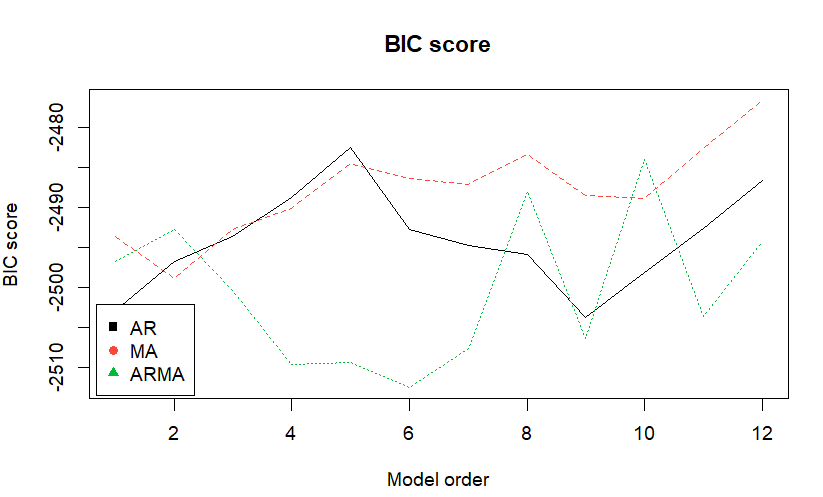 BIC score
BIC score
-2480
-2490
-2500
-2510
AR
MA
ARMA
2 4 6 8 10 12
Model order